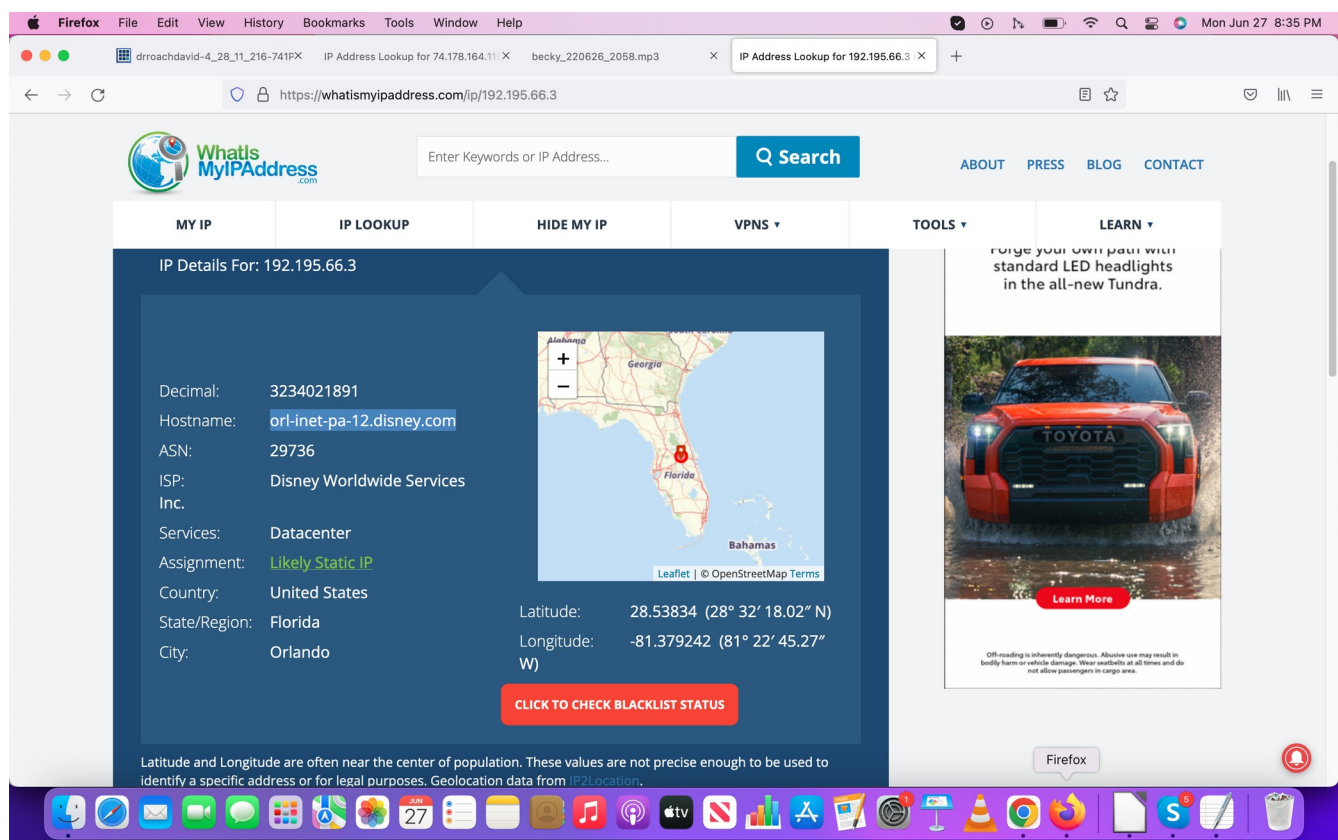 Firefox File Edit View History Bookmarks Tools Window Help Mon Jun 27 8:35 PM
drroachdavid-4_28_11_216-741P IP Address Lookup for 74.178.164.11 becky_220626_2058.mp3 IP Address Lookup for 192.195.66.3
https://whatismyipaddress.com/ip/192.195.66.3
WhatIs
MyIPAddress
.com
Enter Keywords or IP Address...
Search
ABOUT PRESS BLOG CONTACT
MY IP IP LOOKUP HIDE MY IP VPNS TOOLS LEARN
IP Details For: 192.195.66.3
Decimal: 3234021891
Hostname: orl-inet-pa-12.disney.com
ASN: 29736
ISP: Disney Worldwide Services
Inc.
Services: Datacenter
Assignment: Likely Static IP
Country: United States
State/Region: Florida
City: Orlando
+
−
South Carolina
Alabama
Georgia
Florida
Bahamas
Leaflet | © OpenStreetMap Terms
Latitude: 28.53834 (28° 32′ 18.02″ N)
Longitude: -81.379242 (81° 22′ 45.27″
W)
CLICK TO CHECK BLACKLIST STATUS
Latitude and Longitude are often near the center of population. These values are not precise enough to be used to
identify a specific address or for legal purposes. Geolocation data from IP2Location.
Forge your own path with
standard LED headlights
in the all-new Tundra.
TOYOTA
Learn More
Off-roading is inherently dangerous. Abusive use may result in
bodily harm or vehicle damage. Wear seatbelts at all times and do
not allow passengers in cargo area.
Firefox
JUN
27
tv
1
5